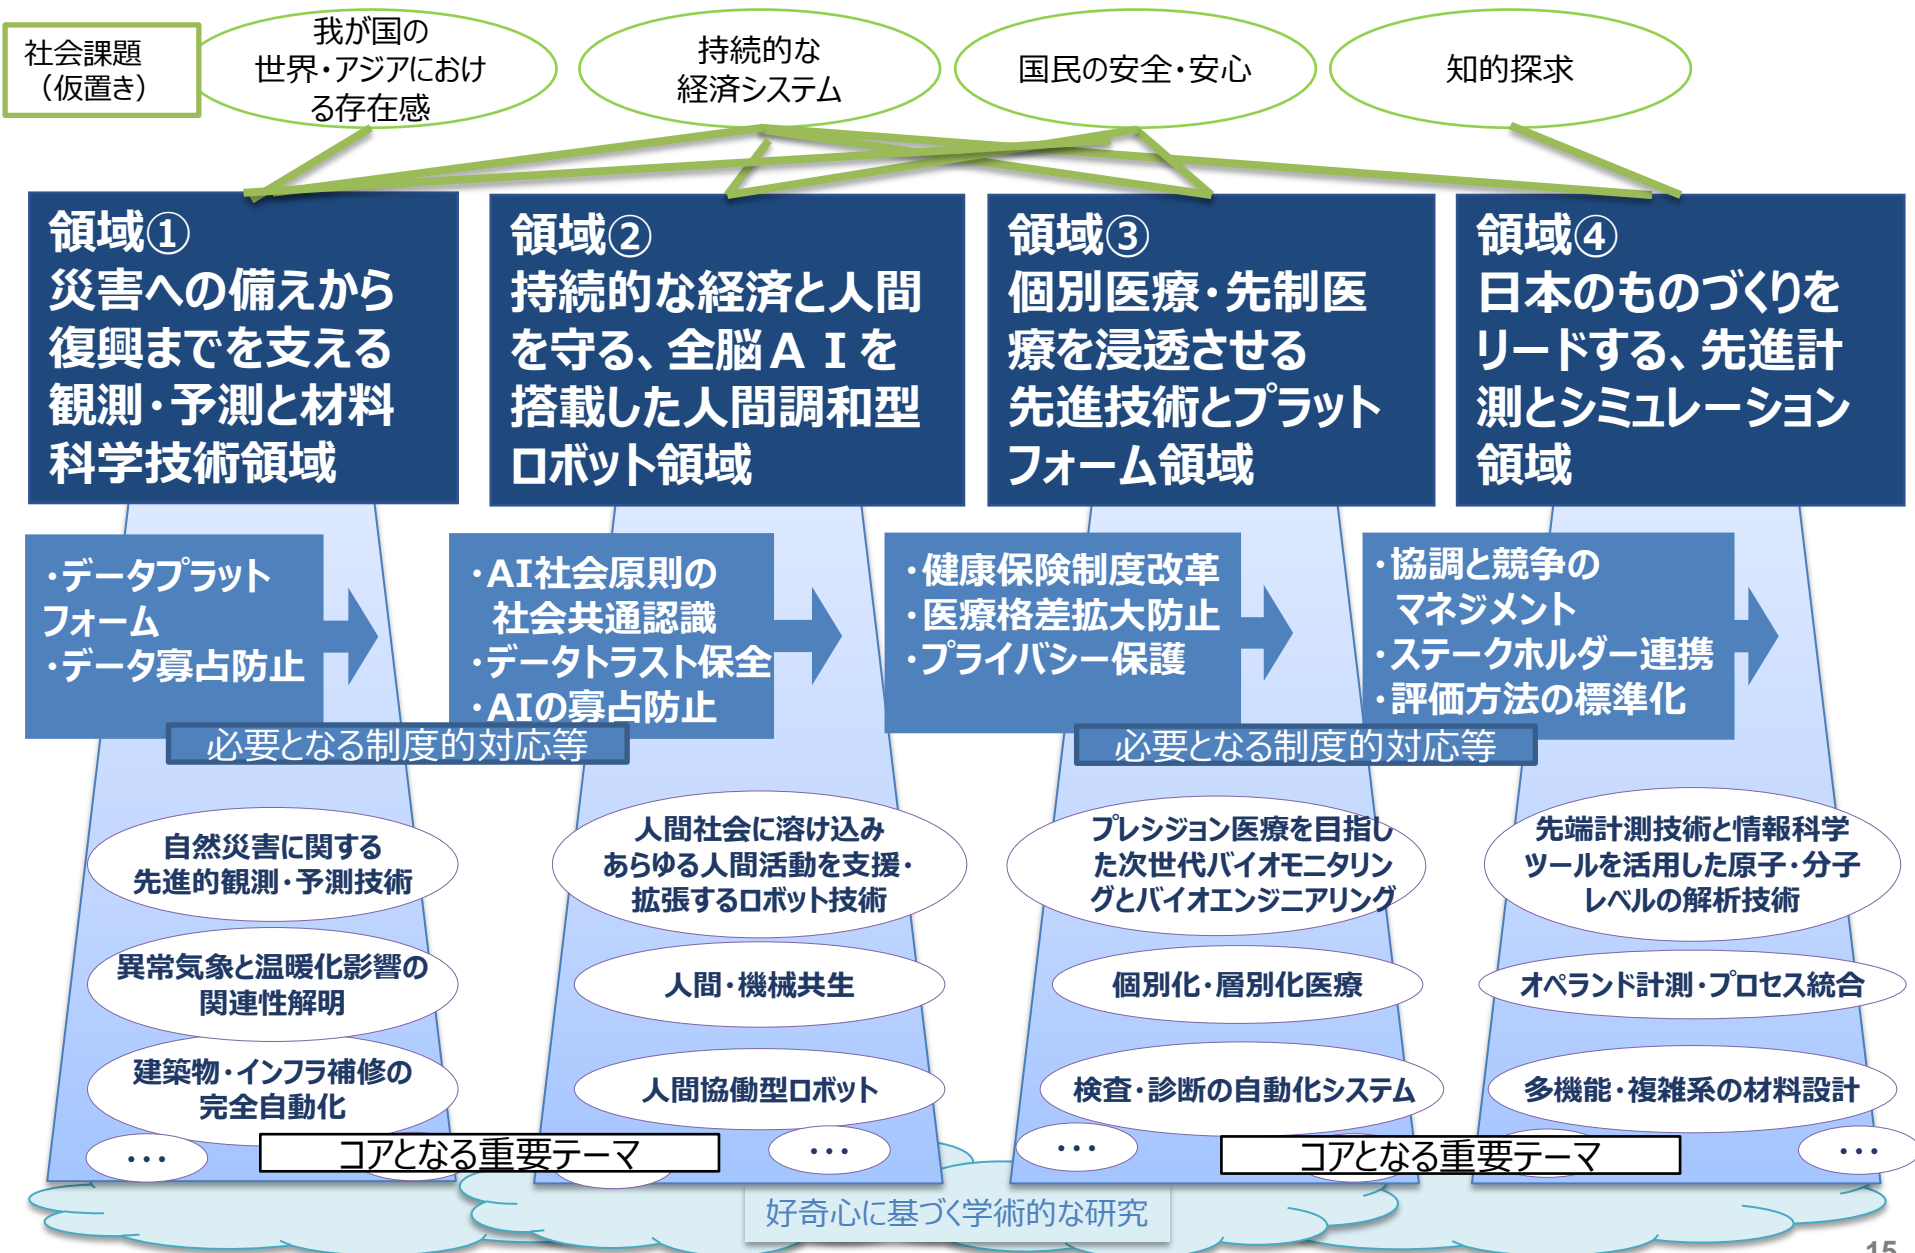 社会課題
（仮置き）
我が国の
世界・アジアにおけ
る存在感
持続的な
経済システム
国民の安全・安心
知的探求
領域①
災害への備えから
復興までを支える
観測・予測と材料
科学技術領域
領域②
持続的な経済と人間
を守る、全脳ＡＩを
搭載した人間調和型
ロボット領域
領域③
個別医療・先制医
療を浸透させる
先進技術とプラット
フォーム領域
領域④
日本のものづくりを
リードする、先進計
測とシミュレーション
領域
・データプラット
フォーム
・データ寡占防止
・AI社会原則の
社会共通認識
・データトラスト保全
・AIの寡占防止
・健康保険制度改革
・医療格差拡大防止
・プライバシー保護
・協調と競争の
マネジメント
・ステークホルダー連携
・評価方法の標準化
必要となる制度的対応等
必要となる制度的対応等
自然災害に関する
先進的観測・予測技術
異常気象と温暖化影響の
関連性解明
建築物・インフラ補修の
完全自動化
・・・
人間社会に溶け込み
あらゆる人間活動を支援・
拡張するロボット技術
人間・機械共生
人間協働型ロボット
・・・
プレシジョン医療を目指し
た次世代バイオモニタリン
グとバイオエンジニアリング
個別化・層別化医療
検査・診断の自動化システム
・・・
先端計測技術と情報科学
ツールを活用した原子・分子
レベルの解析技術
オペランド計測・プロセス統合
多機能・複雑系の材料設計
・・・
コアとなる重要テーマ
コアとなる重要テーマ
好奇心に基づく学術的な研究
15